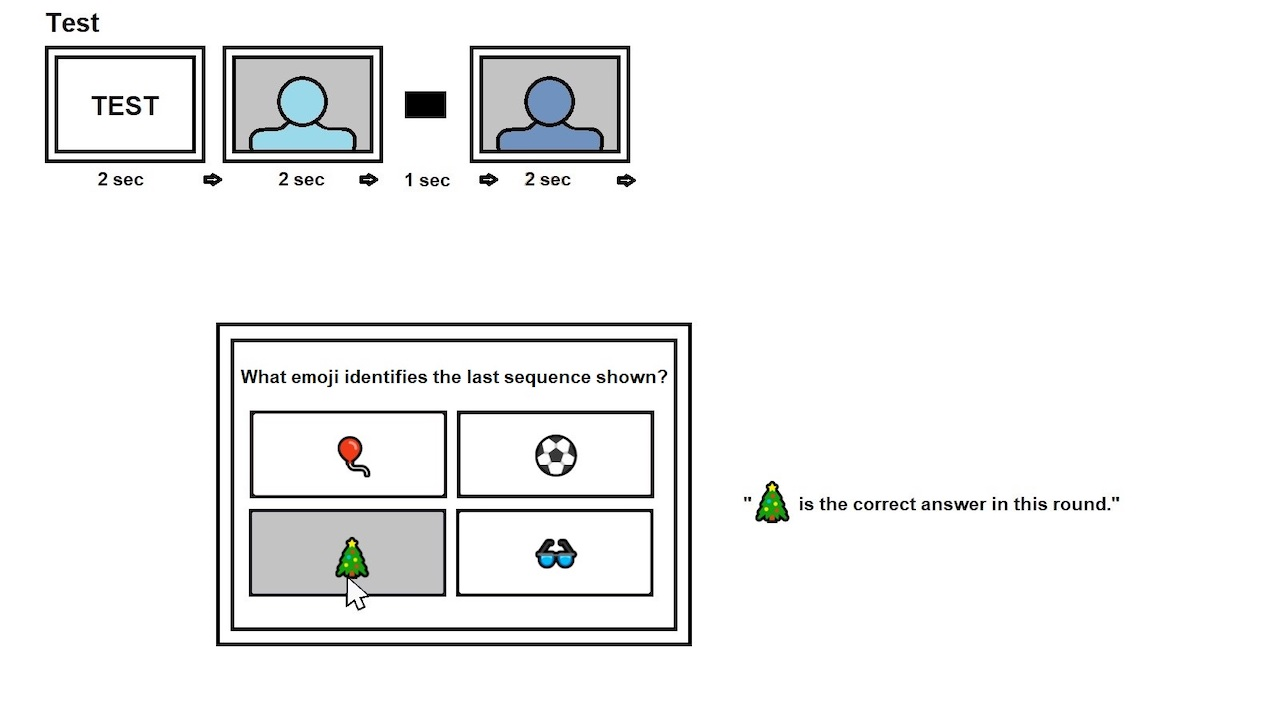 Test
TEST
2 sec
2 sec
1 sec
2 sec
What emoji identifies the last sequence shown?
"🎄 is the correct answer in this round."